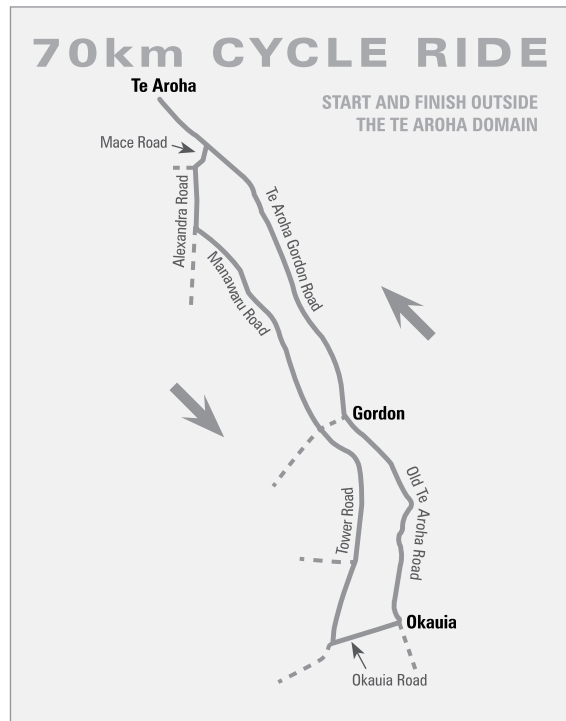 70km CYCLE RIDE
Te Aroha
START AND FINISH OUTSIDE
THE TE AROHA DOMAIN
Mace Road
Alexandra Road
Te Aroha Gordon Road
Manawaru Road
Gordon
Old Te Aroha Road
Tower Road
Okauia
Okauia Road